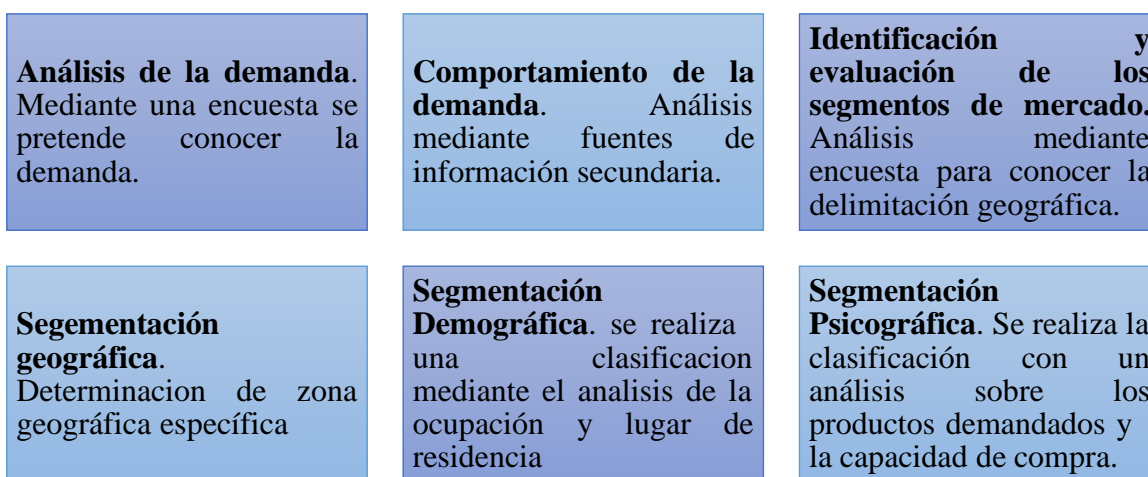 Análisis de la demanda.
Mediante una encuesta se
pretende conocer la
demanda.
Comportamiento de la
demanda. Análisis
mediante fuentes de
información secundaria.
Identificación y
evaluación de los
segmentos de mercado.
Análisis mediante
encuesta para conocer la
delimitación geográfica.
Segementación
geográfica.
Determinacion de zona
geográfica específica
Segmentación
Demográfica. se realiza
una clasificacion
mediante el analisis de la
ocupación y lugar de
residencia
Segmentación
Psicográfica. Se realiza la
clasificación con un
análisis sobre los
productos demandados y
la capacidad de compra.